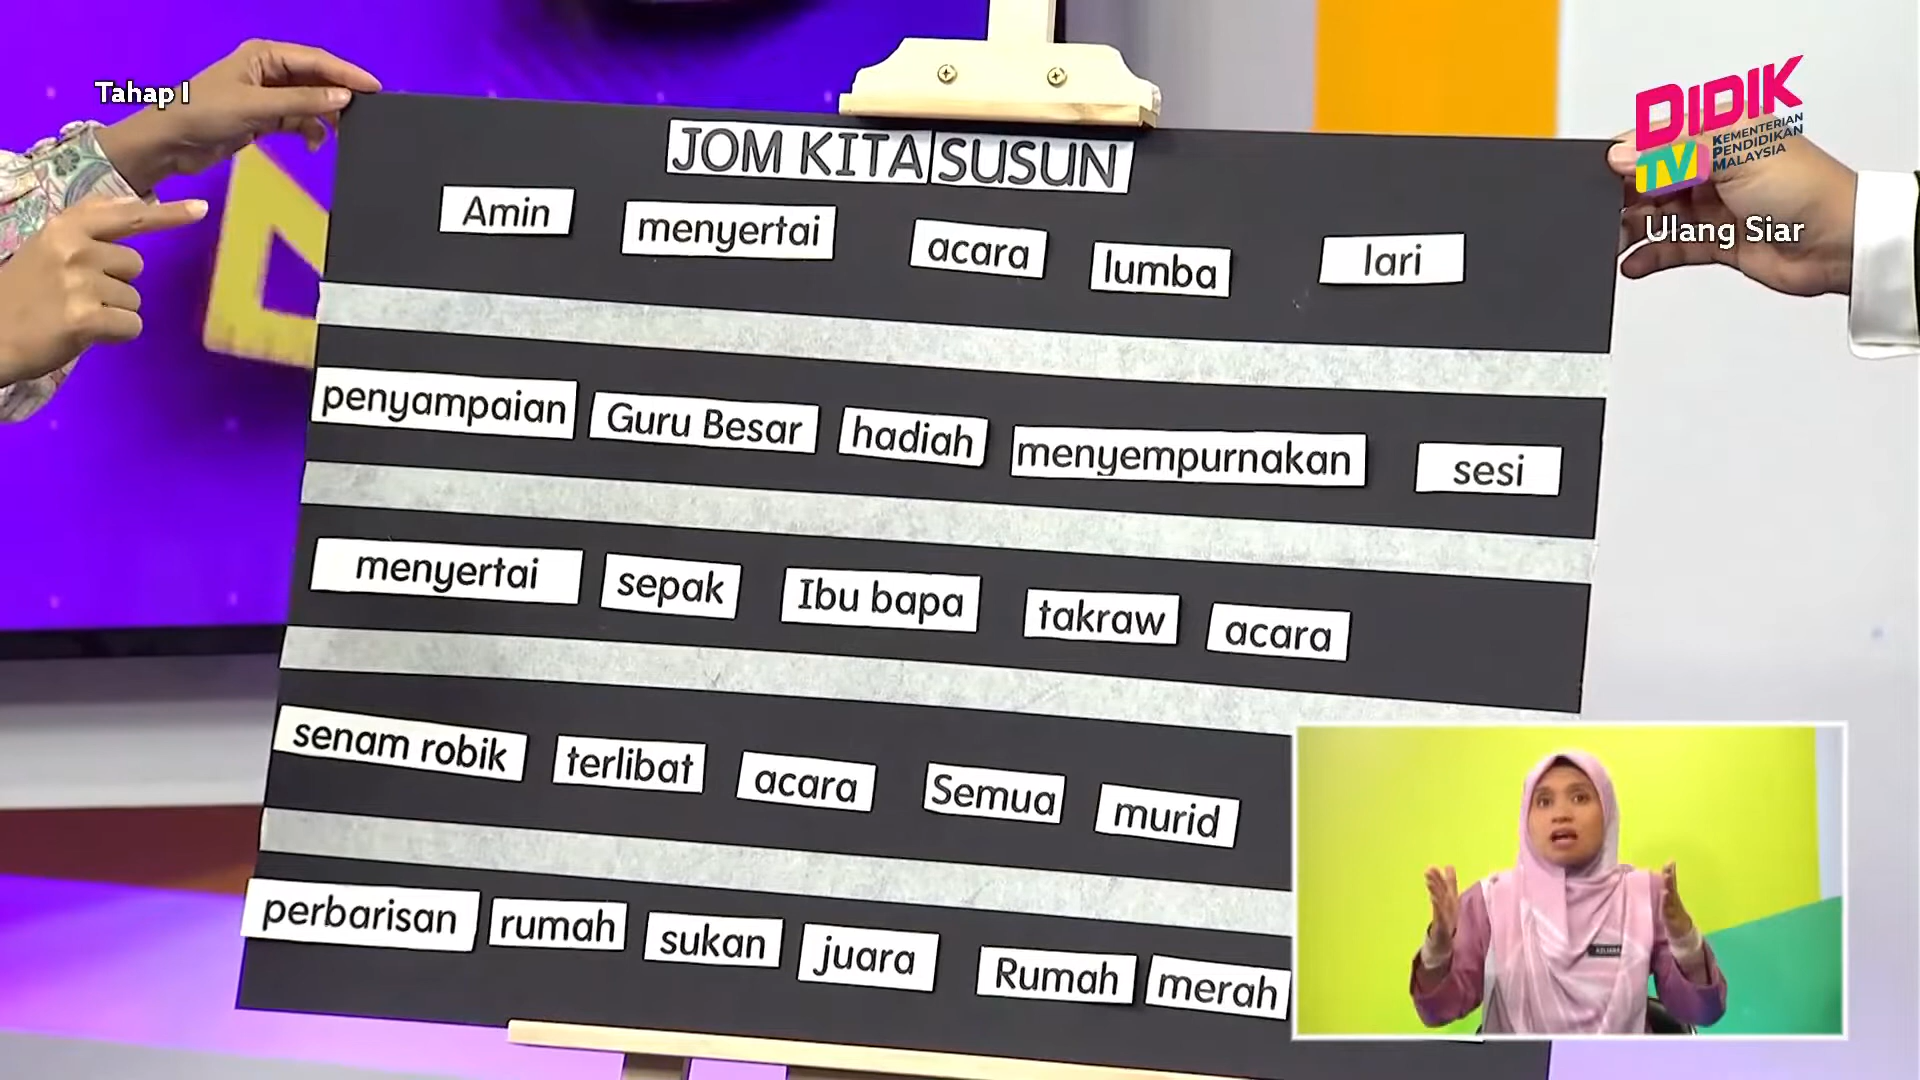 Tahap 1
DIDIK
TV
KEMENTERIAN
PENDIDIKAN
MALAYSIA
Ulang Siar
JOM KITA SUSUN
Amin menyertai acara lumba lari
penyampaian Guru Besar hadiah menyempurnakan sesi
menyertai sepak Ibu bapa takraw acara
senam robik terlibat acara Semua murid
perbarisan rumah sukan juara Rumah merah